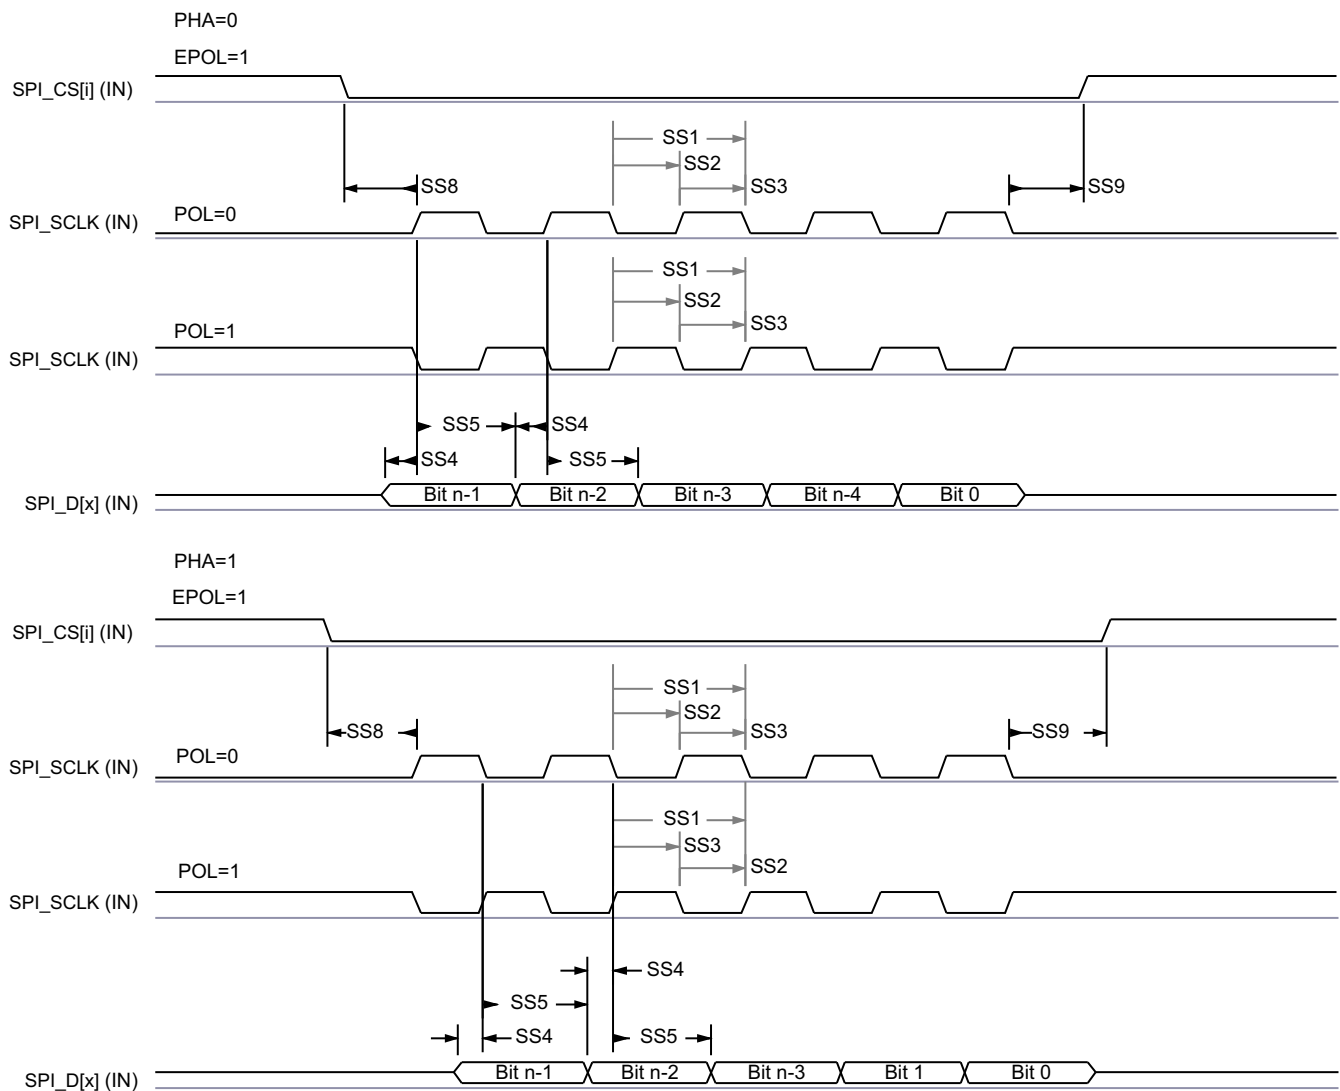 PHA=0
EPOL=1
SPI_CS[i] (IN)
SS1
SS2
SS8
SS3
SS9
POL=0
SPI_SCLK (IN)
SS1
SS2
SS3
POL=1
SPI_SCLK (IN)
SS5
SS4
SS4
SS5
SPI_D[x] (IN)
Bit n-1
Bit n-2
Bit n-3
Bit n-4
Bit 0
PHA=1
EPOL=1
SPI_CS[i] (IN)
SS1
SS2
SS8
SS3
SS9
POL=0
SPI_SCLK (IN)
SS1
SS3
SS2
POL=1
SPI_SCLK (IN)
SS4
SS5
SS4
SS5
SPI_D[x] (IN)
Bit n-1
Bit n-2
Bit n-3
Bit 1
Bit 0